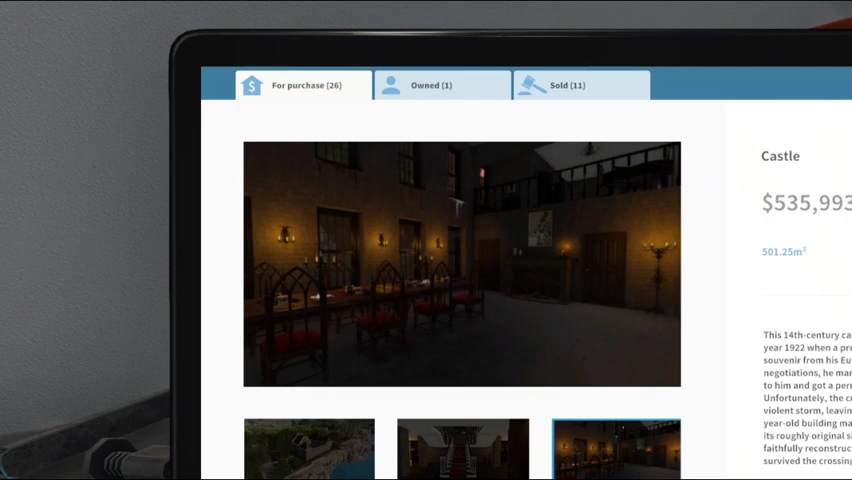 For purchase (26)
Owned (1)
Sold (11)
Castle
$535,993
501.25m²
This 14th-century ca
year 1922 when a pr
souvenir from his Eu
negotiations, he ma
to him and got a per
Unfortunately, the c
violent storm, leavin
year-old building ma
its roughly original s
faithfully reconstruc
survived the crossing